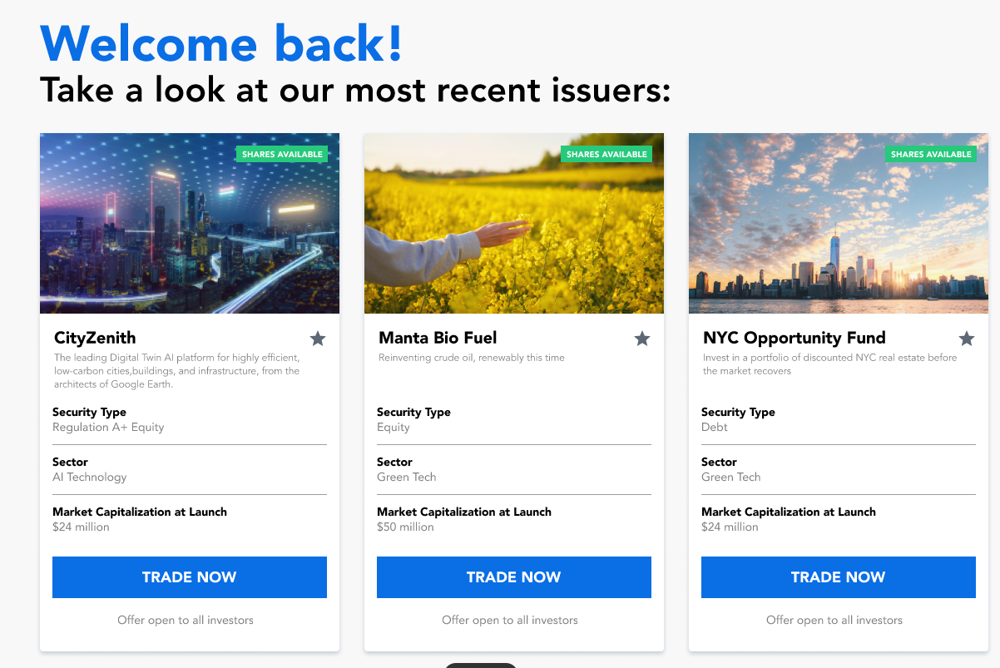 Welcome back!
Take a look at our most recent issuers:
SHARES AVAILABLE
CityZenith
The leading Digital Twin AI platform for highly efficient,
low-carbon cities,buildings, and infrastructure, from the
architects of Google Earth.
Security Type
Regulation A+ Equity
Sector
AI Technology
Market Capitalization at Launch
$24 million
TRADE NOW
Offer open to all investors
SHARES AVAILABLE
Manta Bio Fuel
Reinventing crude oil, renewably this time
Security Type
Equity
Sector
Green Tech
Market Capitalization at Launch
$50 million
TRADE NOW
Offer open to all investors
SHARES AVAILABLE
NYC Opportunity Fund
Invest in a portfolio of discounted NYC real estate before
the market recovers
Security Type
Debt
Sector
Green Tech
Market Capitalization at Launch
$24 million
TRADE NOW
Offer open to all investors